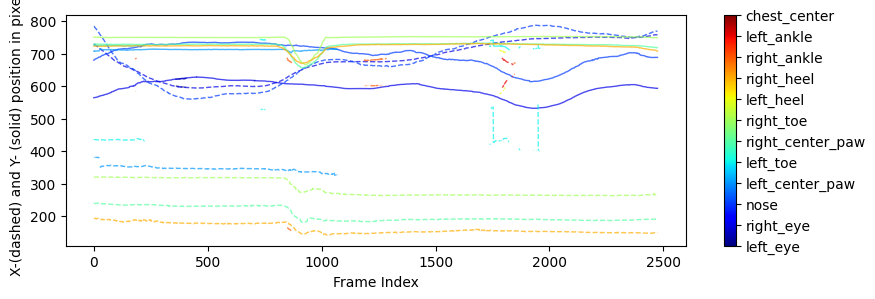 X-(dashed) and Y- (solid) position in pixe
800
700
600
500
400
300
200
0
500
1000
1500
2000
2500
Frame Index
chest_center
left_ankle
right_ankle
right_heel
left_heel
right_toe
right_center_paw
left_toe
left_center_paw
nose
right_eye
left_eye